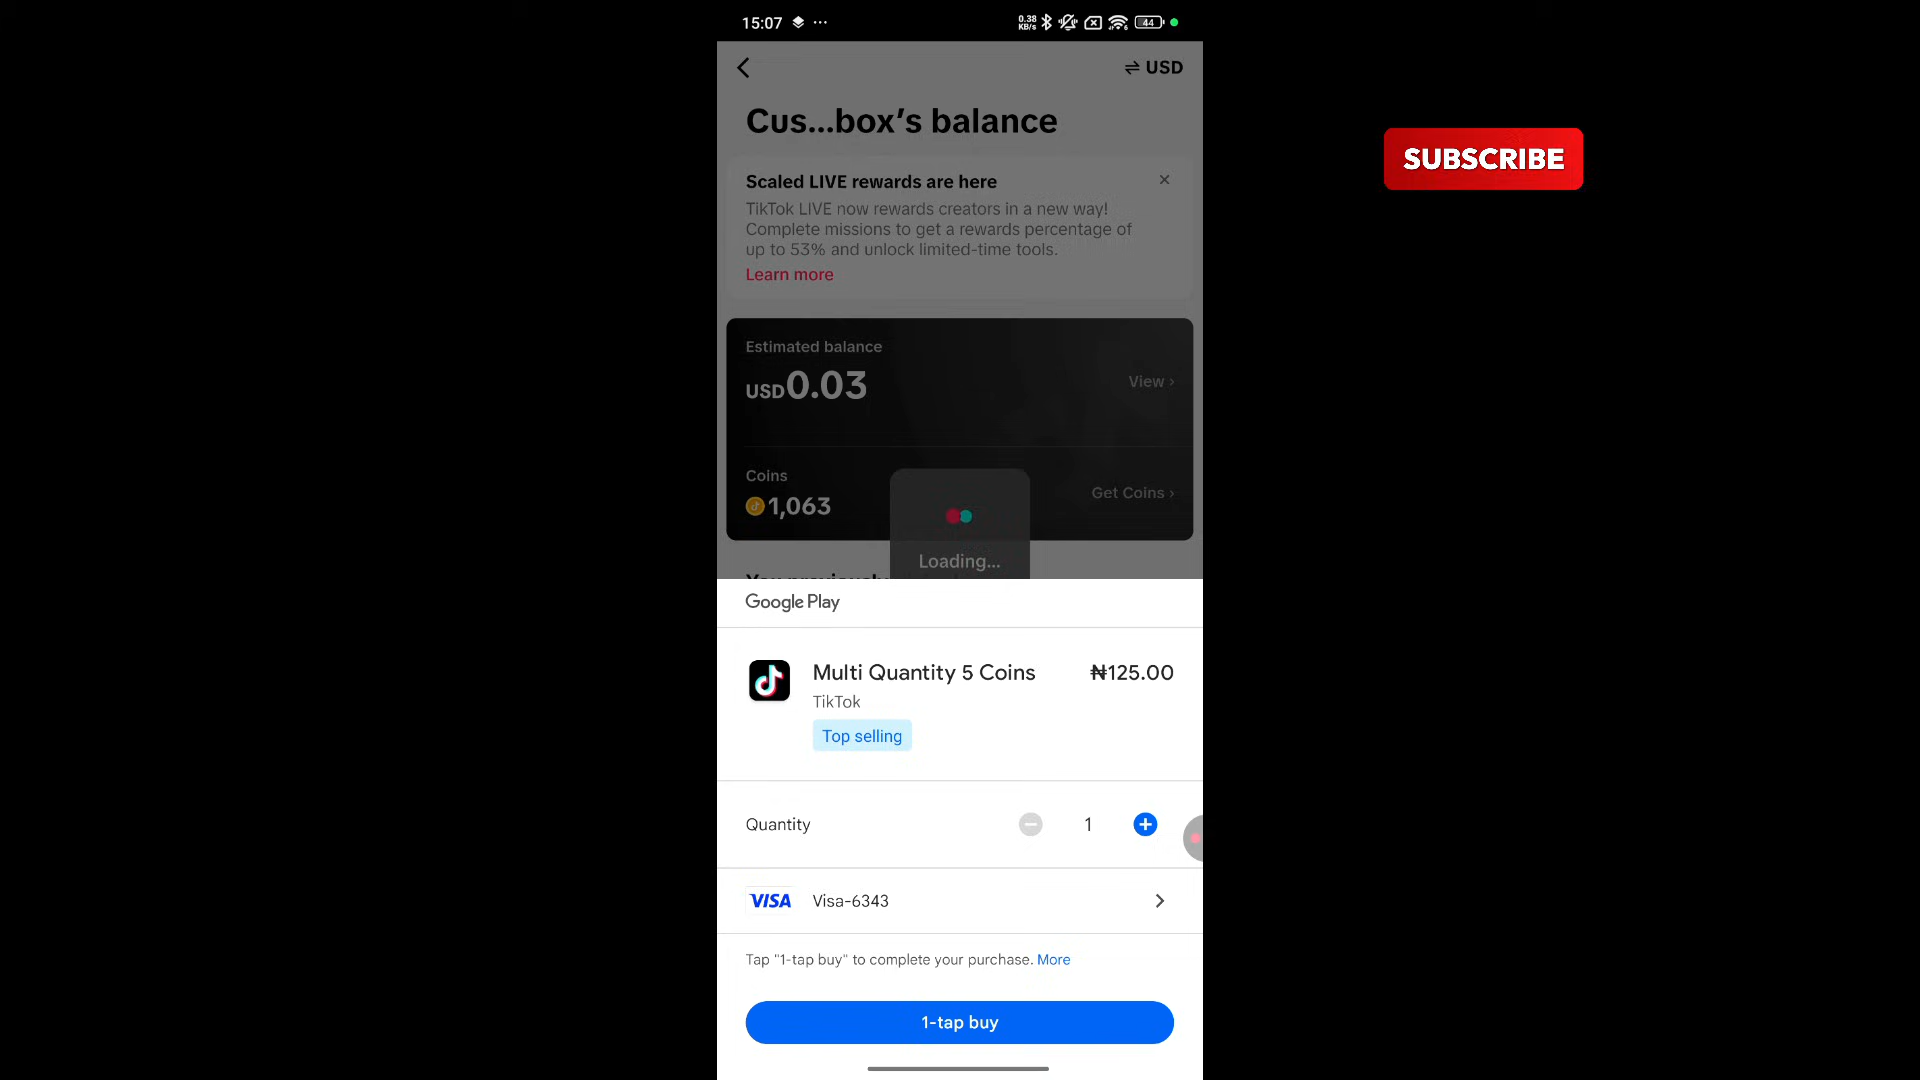 15:07
0.38
KB/s
44
USD
Cus...box's balance
SUBSCRIBE
Scaled LIVE rewards are here
TikTok LIVE now rewards creators in a new way!
Complete missions to get a rewards percentage of
up to 53% and unlock limited-time tools.
Learn more
Estimated balance
USD0.03
View
Coins
1,063
Get Coins
Loading...
Google Play
Multi Quantity 5 Coins
₦125.00
TikTok
Top selling
Quantity
1
VISA
Visa-6343
Tap "1-tap buy" to complete your purchase. More
1-tap buy